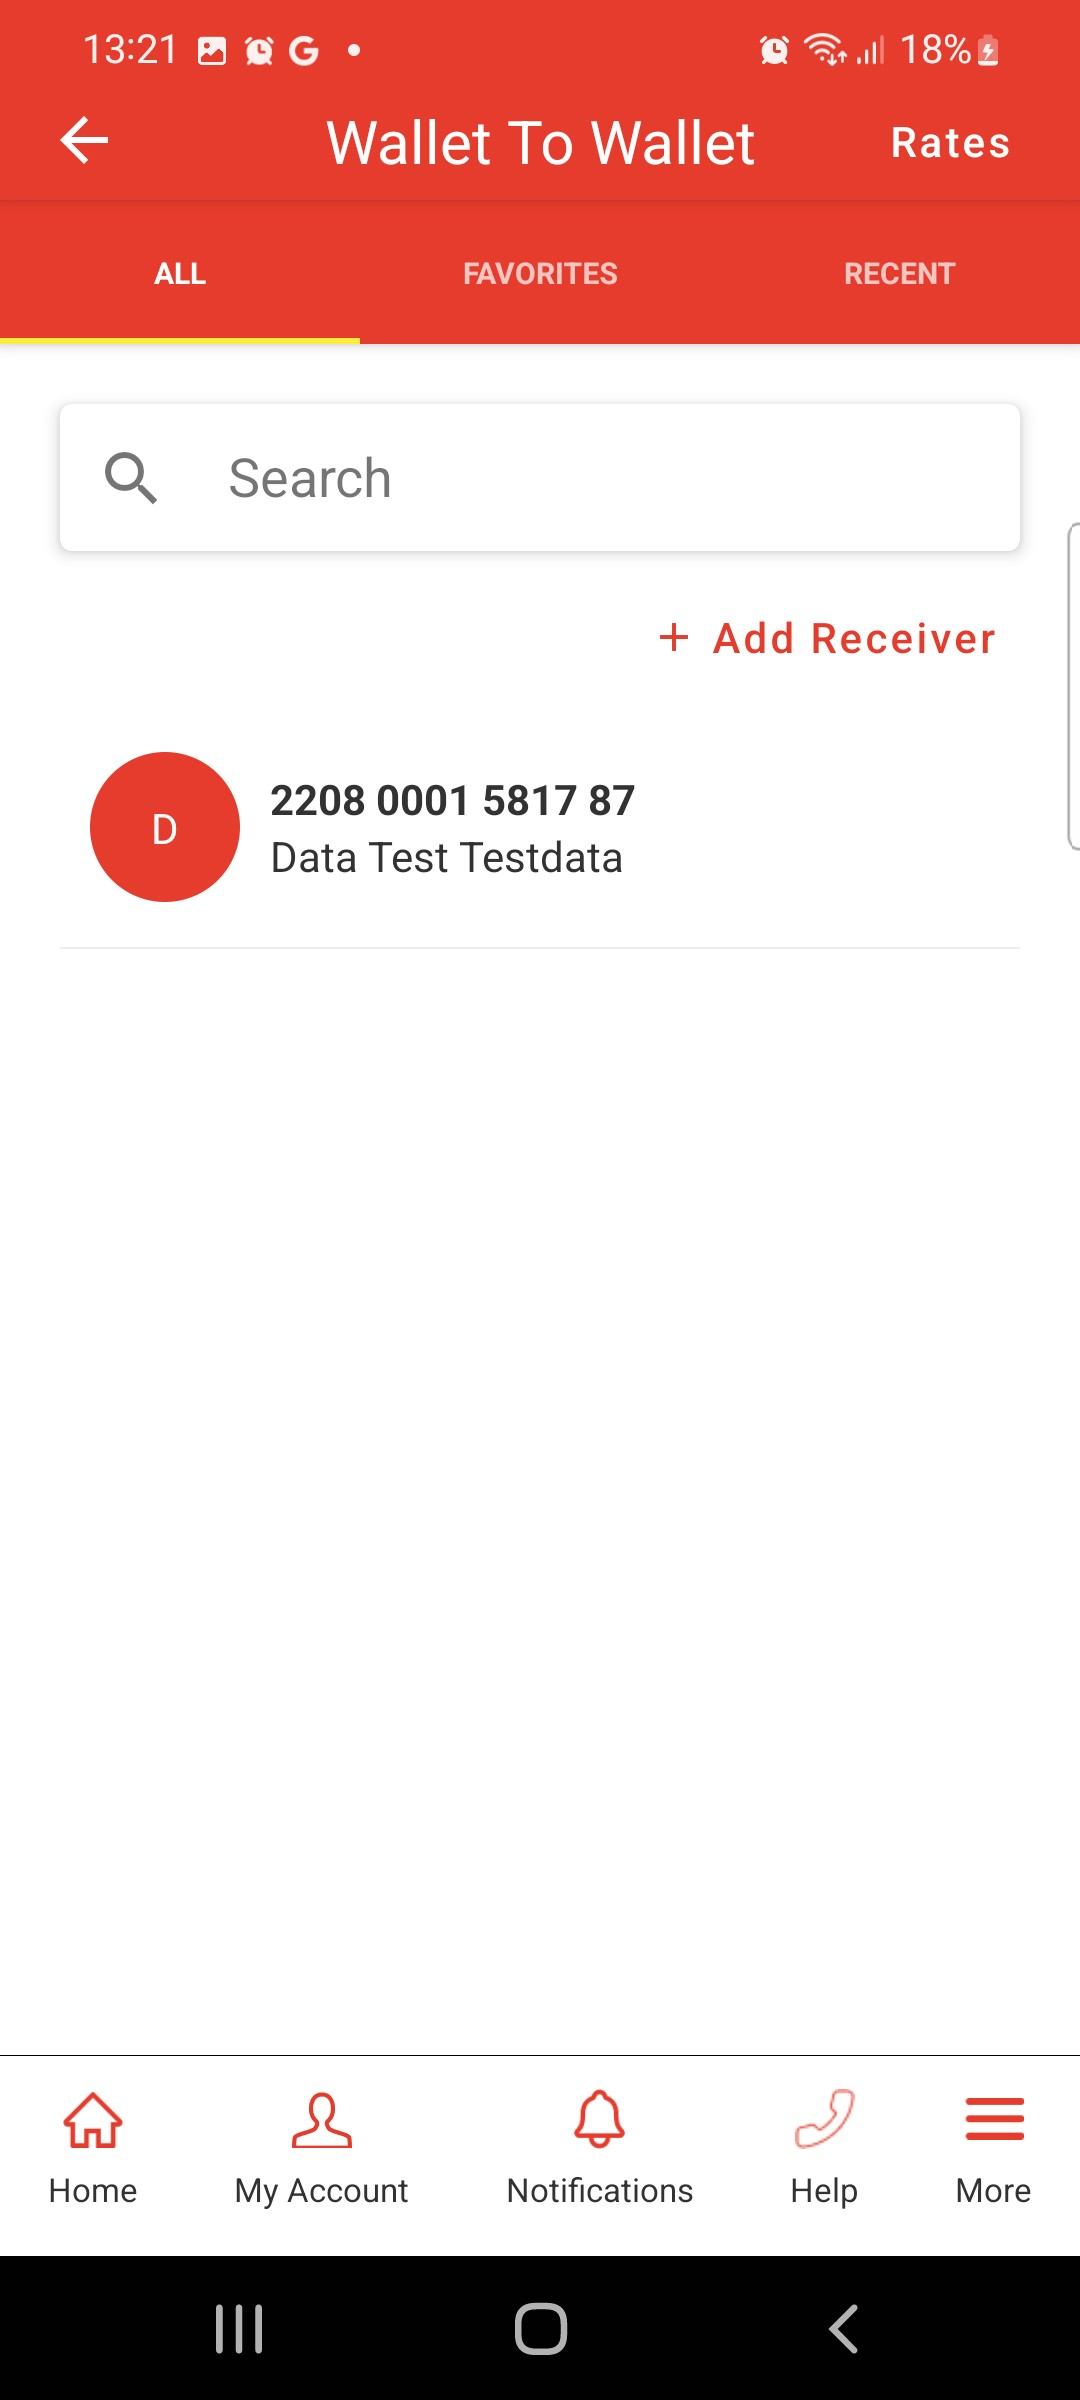 13:21 G 18%
Wallet To Wallet Rates
ALL FAVORITES RECENT
Search
+ Add Receiver
D
2208 0001 5817 87
Data Test Testdata
Home My Account Notifications Help More